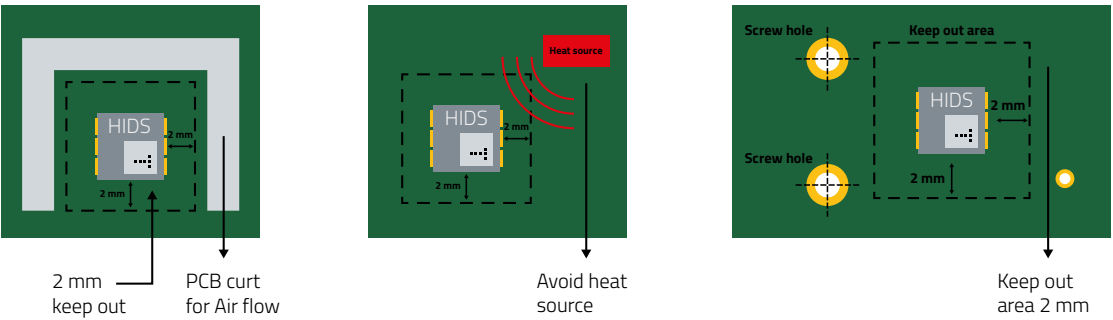 HIDS
2 mm
2 mm
2 mm
keep out
PCB curt
for Air flow
Heat source
HIDS
2 mm
2 mm
Avoid heat
source
Screw hole
Keep out area
HIDS
2 mm
Screw hole
2 mm
Keep out
area 2 mm